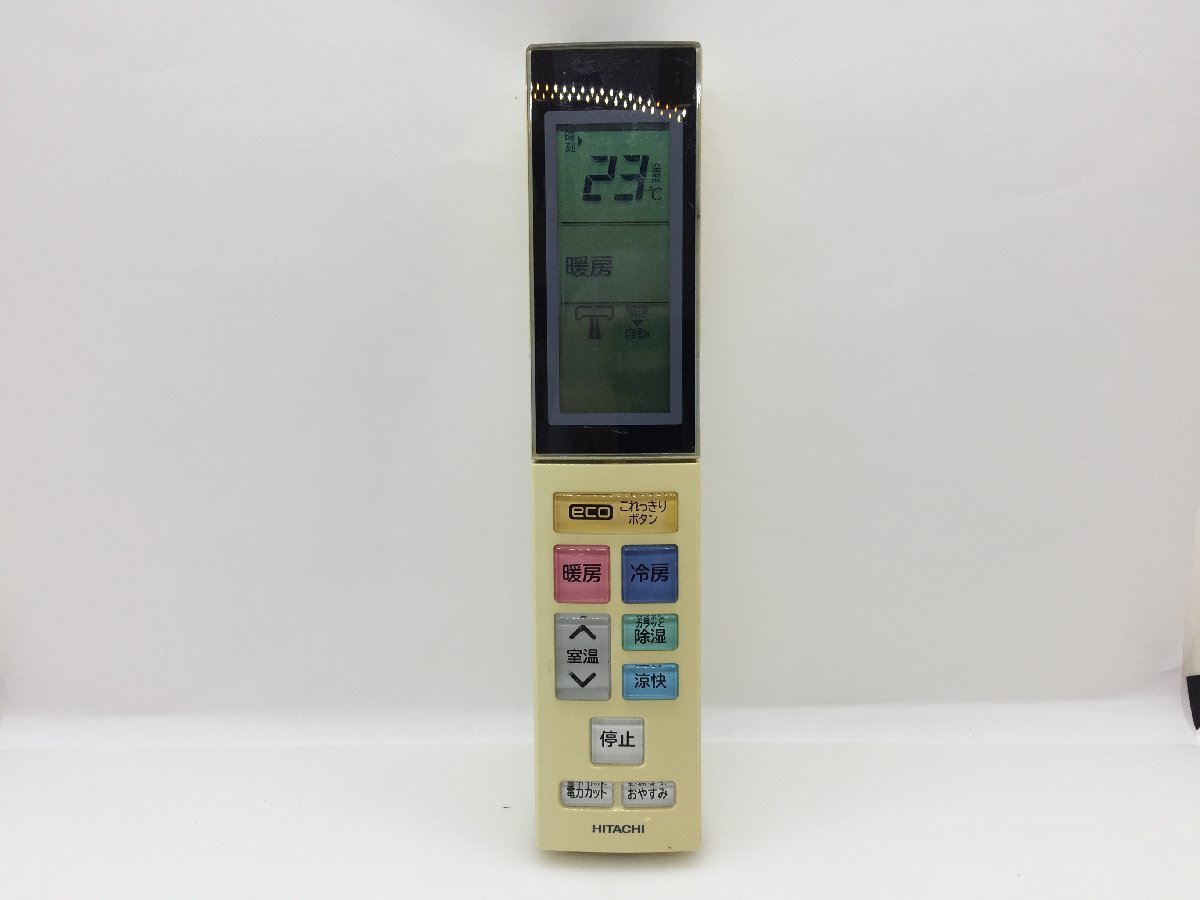 時刻
23
温度
℃
暖房
風速
自動
eco これっきり
ボタン
暖房 冷房
カラッと
除湿
室温
涼快
停止
電力カット おやすみ
HITACHI